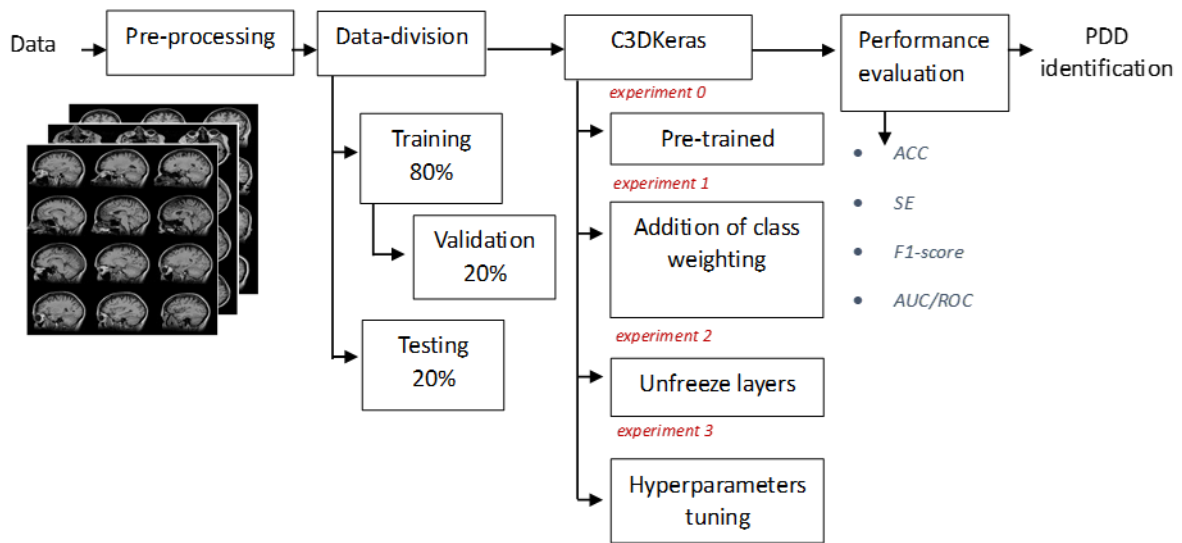 Data
Pre-processing
Data-division
C3DKeras
Performance
evaluation
PDD
identification
Training
80%
Validation
20%
Testing
20%
experiment 0
Pre-trained
experiment 1
Addition of class
weighting
experiment 2
Unfreeze layers
experiment 3
Hyperparameters
tuning
• ACC
• SE
• F1-score
• AUC/ROC